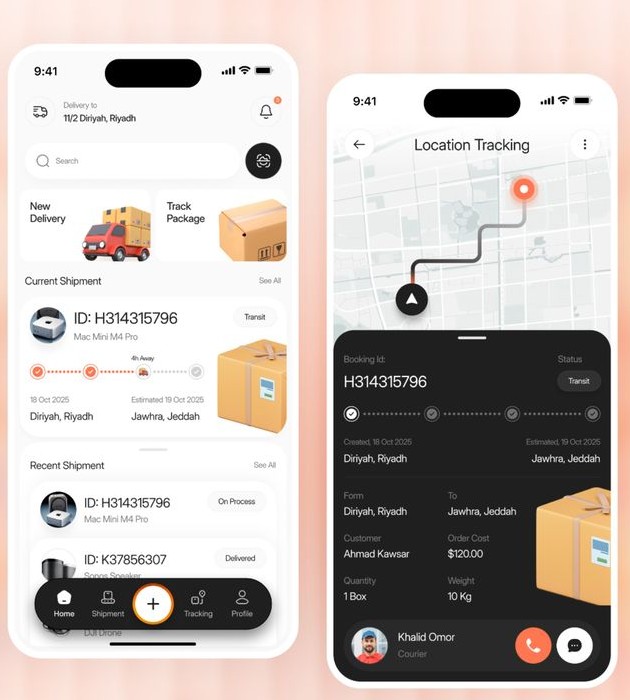 9:41
Delivery to
11/2 Diriyah, Riyadh
Search
New
Delivery
Track
Package
Current Shipment
See All
ID: H314315796
Transit
Mac Mini M4 Pro
4h Away
18 Oct 2025
Estimated 19 Oct 2025
Diriyah, Riyadh
Jawhra, Jeddah
Recent Shipment
See All
ID: H314315796
On Process
Mac Mini M4 Pro
ID: K37856307
Delivered
Sonos Speaker
Home
Shipment
+
Tracking
Profile
DJI Drone
9:41
Location Tracking
Booking Id:
Status
H314315796
Transit
Created, 18 Oct 2025
Estimated, 19 Oct 2025
Diriyah, Riyadh
Jawhra, Jeddah
Form
To
Diriyah, Riyadh
Jawhra, Jeddah
Customer
Order Cost
Ahmad Kawsar
$120.00
Quantity
Weight
1 Box
10 Kg
Khalid Omor
Courier